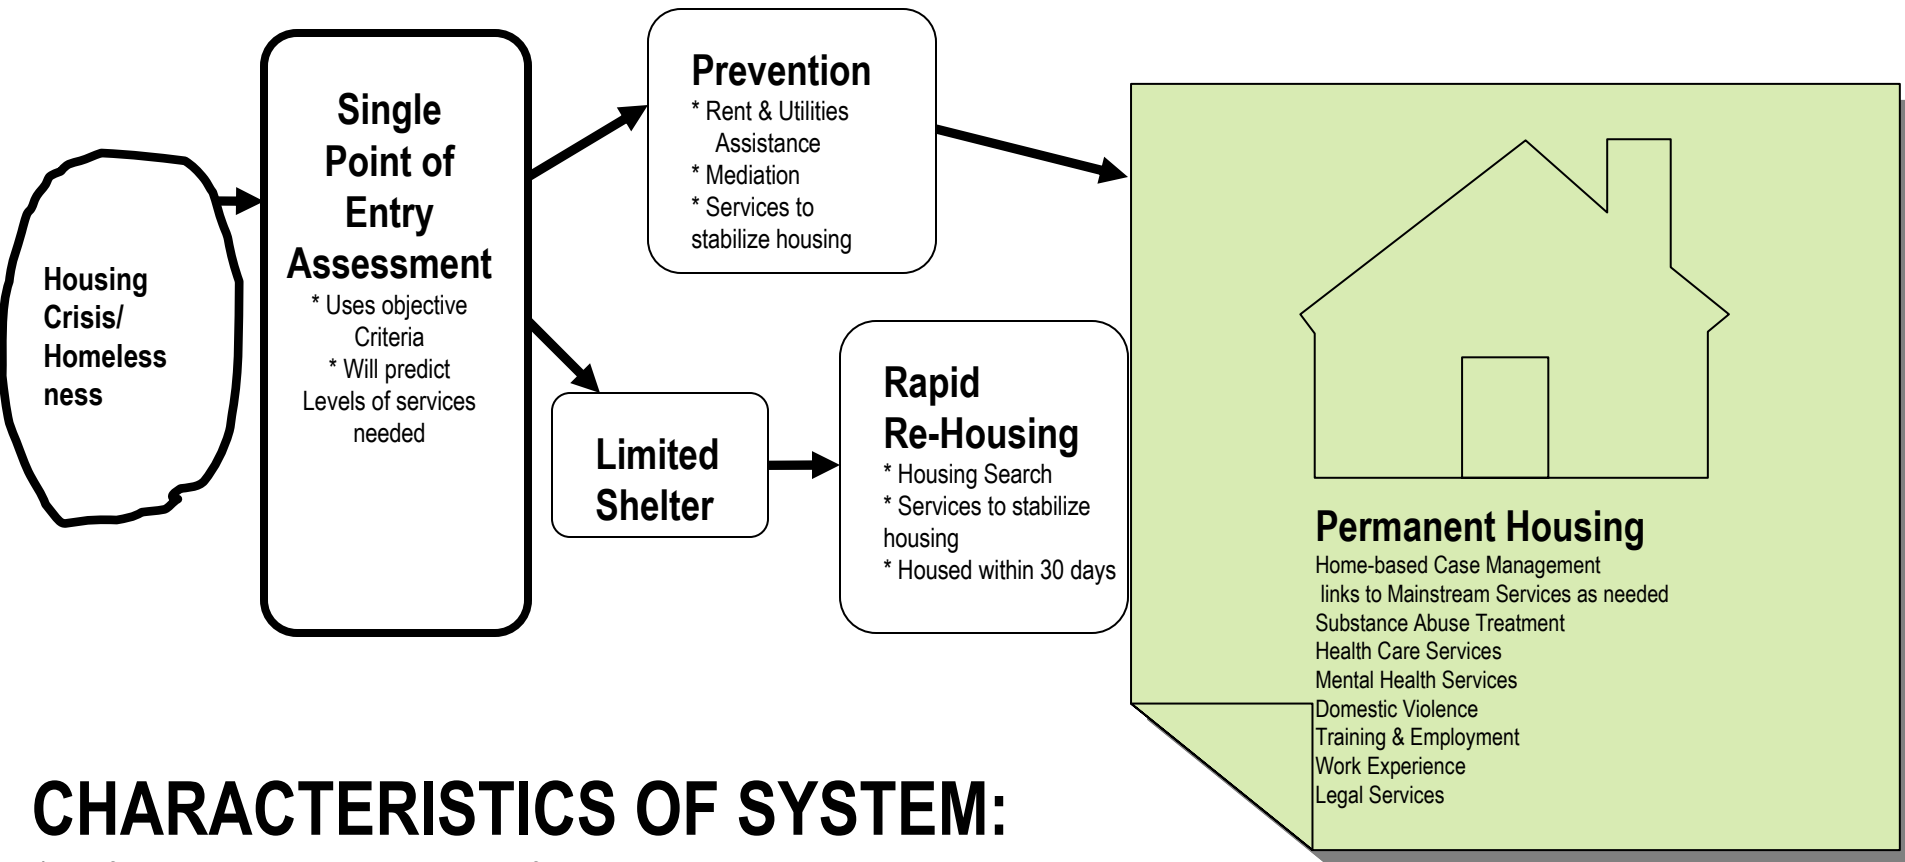 Housing
Crisis/
Homeless
ness
Single
Point of
Entry
Assessment
* Uses objective
Criteria
* Will predict
Levels of services
needed
Prevention
* Rent & Utilities
Assistance
* Mediation
* Services to
stabilize housing
Limited
Shelter
Rapid
Re-Housing
* Housing Search
* Services to stabilize
housing
* Housed within 30 days
Permanent Housing
Home-based Case Management
links to Mainstream Services as needed
Substance Abuse Treatment
Health Care Services
Mental Health Services
Domestic Violence
Training & Employment
Work Experience
Legal Services
CHARACTERISTICS OF SYSTEM: